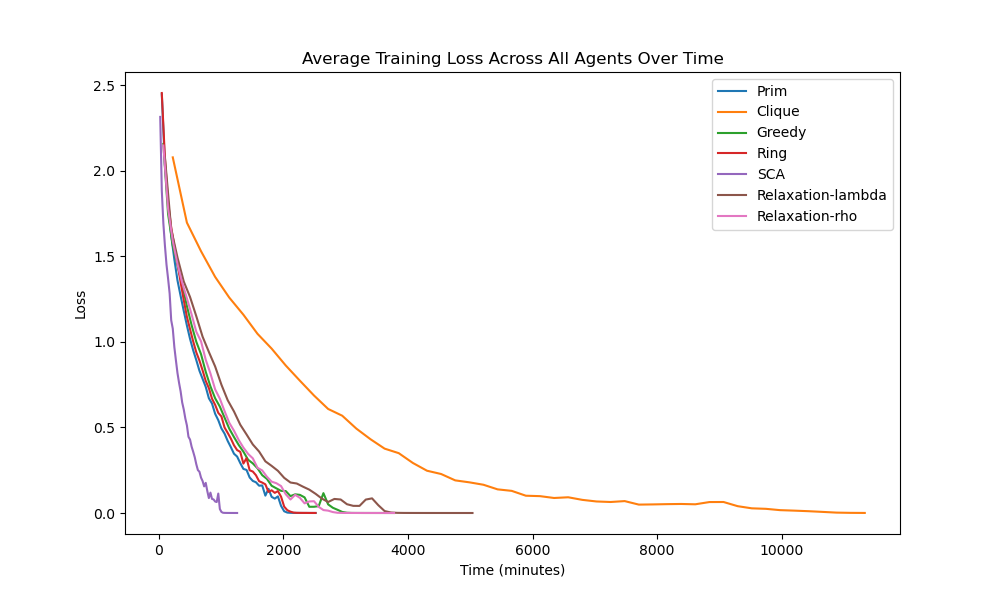 Average Training Loss Across All Agents Over Time
2.5
2.0
1.5
1.0
0.5
0.0
Loss
Prim
Clique
Greedy
Ring
SCA
Relaxation-lambda
Relaxation-rho
0 2000 4000 6000 8000 10000
Time (minutes)